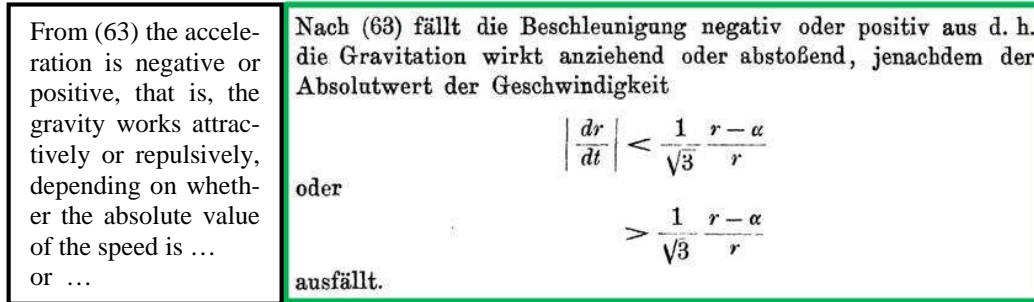 From (63) the accele-
ration is negative or
positive, that is, the
gravity works attrac-
tively or repulsively,
depending on wheth-
er the absolute value
of the speed is …
or …
Nach (63) fällt die Beschleunigung negativ oder positiv aus d. h.
die Gravitation wirkt anziehend oder abstoßend, jenachdem der
Absolutwert der Geschwindigkeit
| dr/dt | < 1/√3 (r − α)/r
oder
> 1/√3 (r − α)/r
ausfällt.